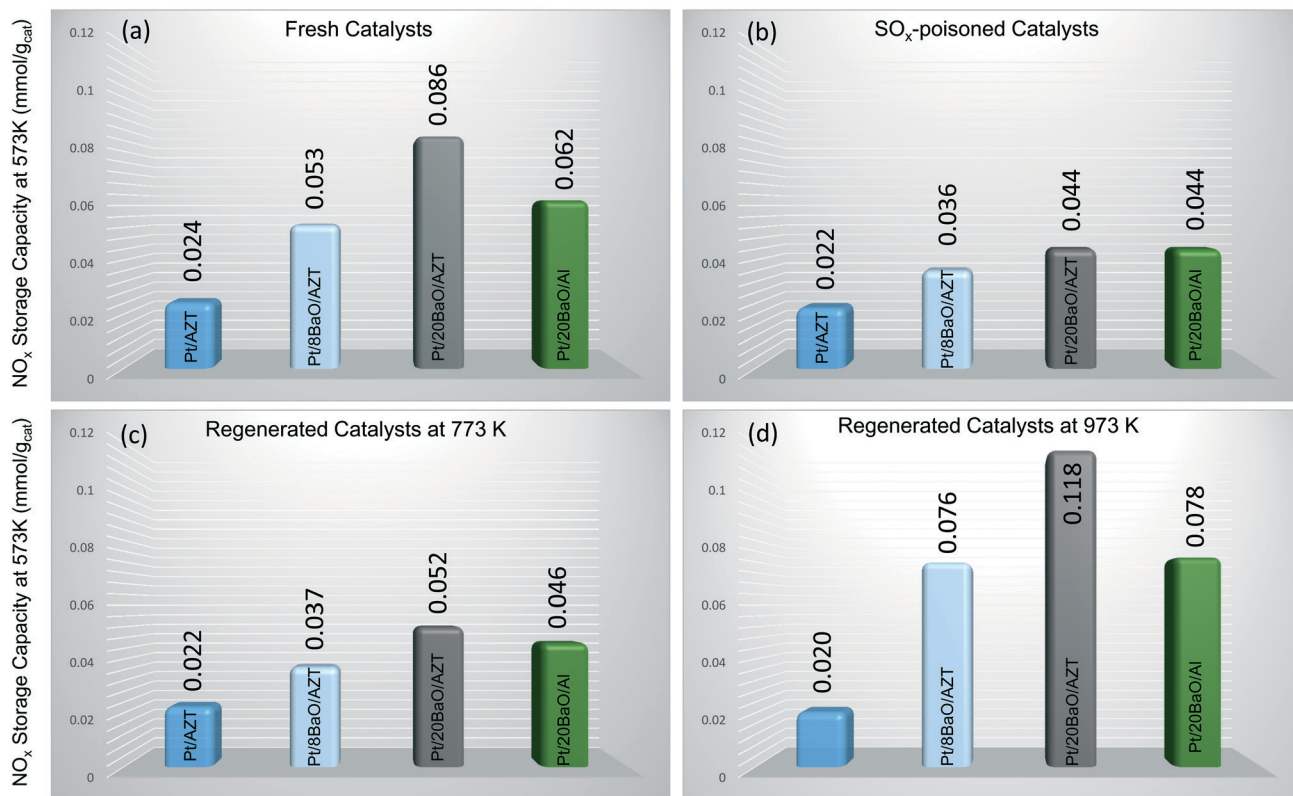 NOx Storage Capacity at 573K (mmol/gcat)
(a)
Fresh Catalysts
0.12
0.1
0.08
0.06
0.04
0.02
0
0.024
0.053
0.086
0.062
Pt/AZT
Pt/8BaO/AZT
Pt/20BaO/AZT
Pt/20BaO/Al
(b)
SOx-poisoned Catalysts
0.12
0.1
0.08
0.06
0.04
0.02
0
0.022
0.036
0.044
0.044
Pt/AZT
Pt/8BaO/AZT
Pt/20BaO/AZT
Pt/20BaO/Al
NOx Storage Capacity at 573K (mmol/gcat)
(c)
Regenerated Catalysts at 773 K
0.12
0.1
0.08
0.06
0.04
0.02
0
0.022
0.037
0.052
0.046
Pt/AZT
Pt/8BaO/AZT
Pt/20BaO/AZT
Pt/20BaO/Al
(d)
Regenerated Catalysts at 973 K
0.12
0.1
0.08
0.06
0.04
0.02
0
0.020
0.076
0.118
0.078
Pt/8BaO/AZT
Pt/20BaO/AZT
Pt/20BaO/Al